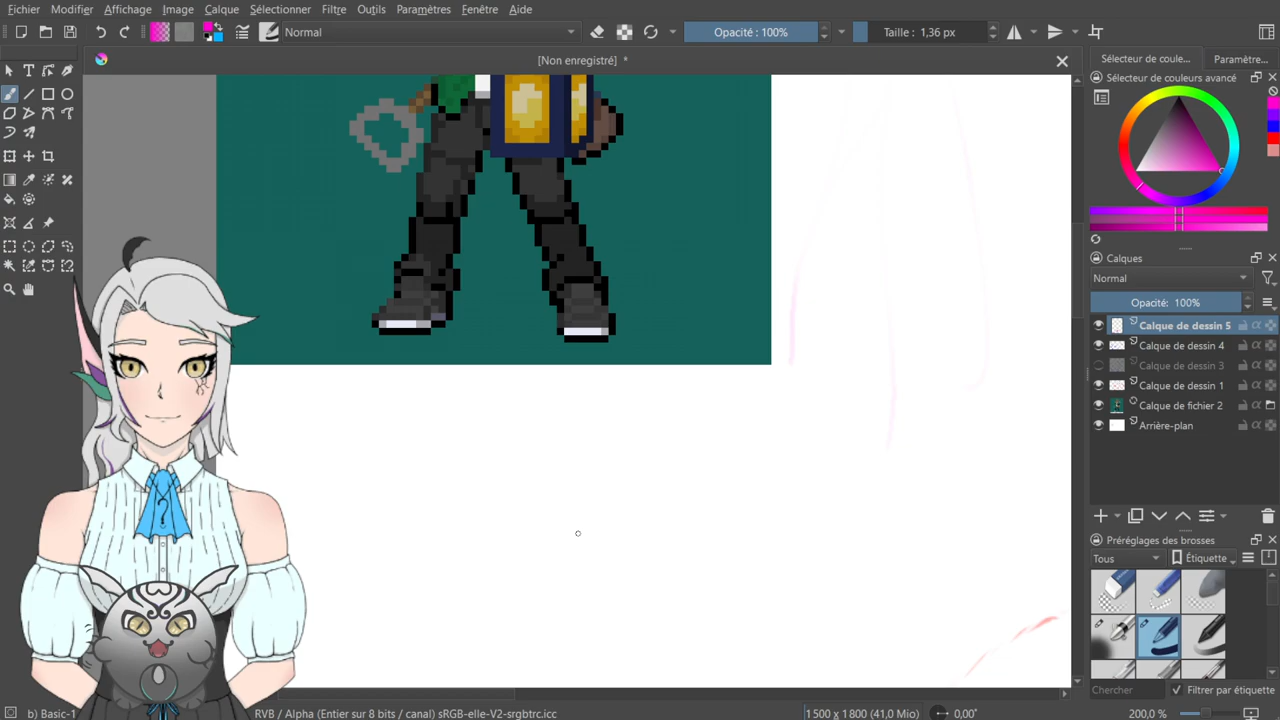 Fichier Modifier Affichage Image Calque Sélectionner Filtre Outils Paramètres Fenêtre Aide
Normal
Opacité : 100%
Taille : 1,36 px
[Non enregistré] *
Sélecteur de coule...
Paramètre...
Sélecteur de couleurs avancé
Calques
Normal
Opacité: 100%
Calque de dessin 5
Calque de dessin 4
Calque de dessin 3
Calque de dessin 1
Calque de fichier 2
Arrière-plan
Préréglages des brosses
Tous
Étiquette
Chercher
Filtrer par étiquette
b) Basic-1
RVB / Alpha (Entier sur 8 bits / canal) sRGB-elle-V2-srgbtrc.icc
1 500 x 1 800 (41,0 Mio)
0,00°
200,0 %